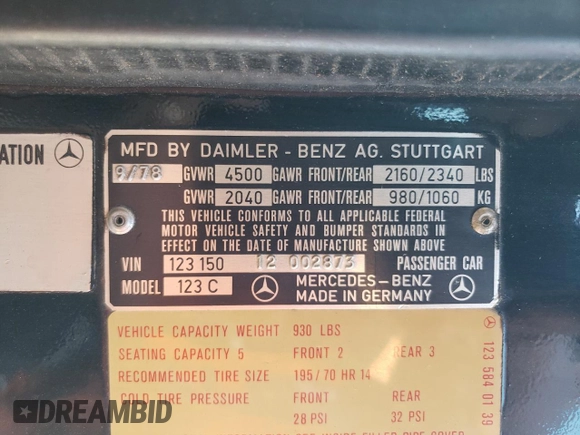 ATION
MFD BY DAIMLER - BENZ AG. STUTTGART
9/78 GVWR 4500 GAWR FRONT/REAR 2160/2340 LBS
GVWR 2040 GAWR FRONT/REAR 980/1060 KG
THIS VEHICLE CONFORMS TO ALL APPLICABLE FEDERAL
MOTOR VEHICLE SAFETY AND BUMPER STANDARDS IN
EFFECT ON THE DATE OF MANUFACTURE SHOWN ABOVE
VIN 123 150 12 002873 PASSENGER CAR
MODEL 123 C MERCEDES-BENZ
MADE IN GERMANY
VEHICLE CAPACITY WEIGHT 930 LBS
SEATING CAPACITY 5 FRONT 2 REAR 3
RECOMMENDED TIRE SIZE 195/70 HR 14
COLD TIRE PRESSURE FRONT REAR
28 PSI 32 PSI
123 584 01 39
DREAMBID